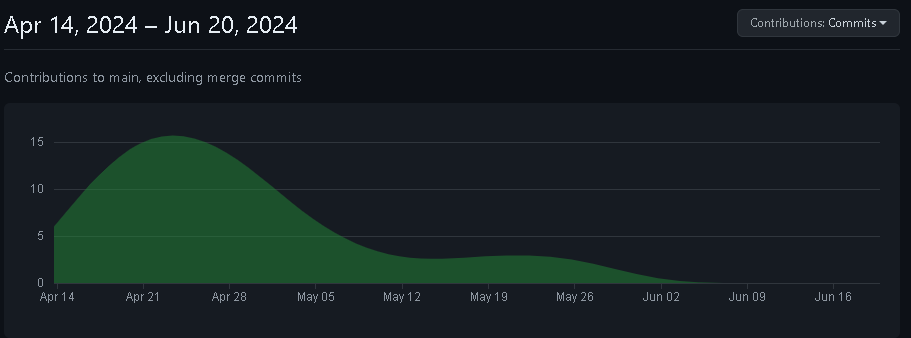 Apr 14, 2024 – Jun 20, 2024
Contributions: Commits
Contributions to main, excluding merge commits
15
10
5
0
Apr 14 Apr 21 Apr 28 May 05 May 12 May 19 May 26 Jun 02 Jun 09 Jun 16